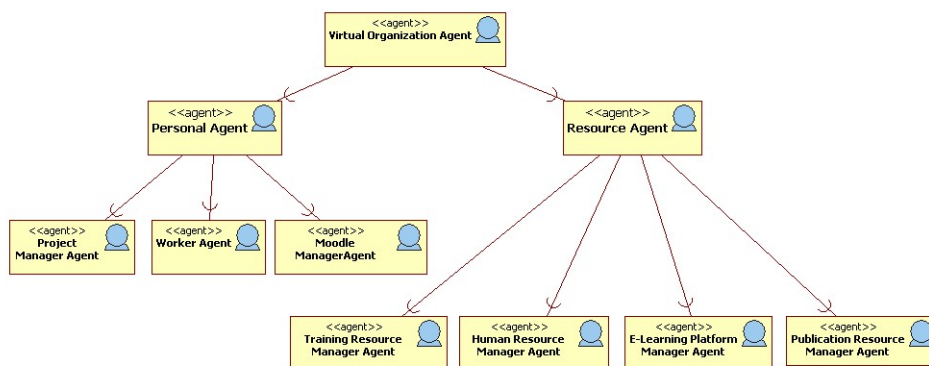 <<agent>>
Virtual Organization Agent
<<agent>>
Personal Agent
<<agent>>
Resource Agent
<<agent>>
Project
Manager Agent
<<agent>>
Worker Agent
<<agent>>
Moodle
ManagerAgent
<<agent>>
Training Resource
Manager Agent
<<agent>>
Human Resource
Manager Agent
<<agent>>
E-Learning Platform
Manager Agent
<<agent>>
Publication Resource
Manager Agent